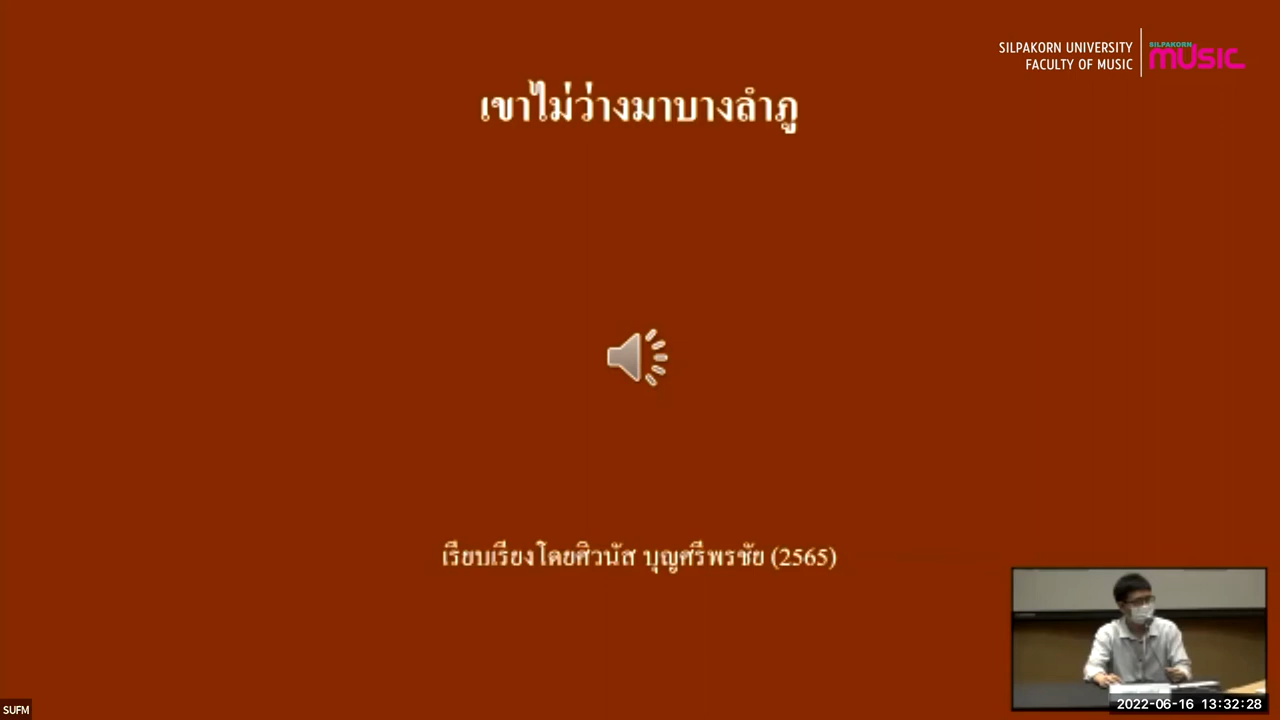 SILPAKORN UNIVERSITY
FACULTY OF MUSIC
SILPAKORN
MUSIC
เขาไม่ว่างมาบางลำภู
เรียบเรียงโดยศิวนัส บุญศรีพรชัย (2565)
SUFM
2022-06-16 13:32:28